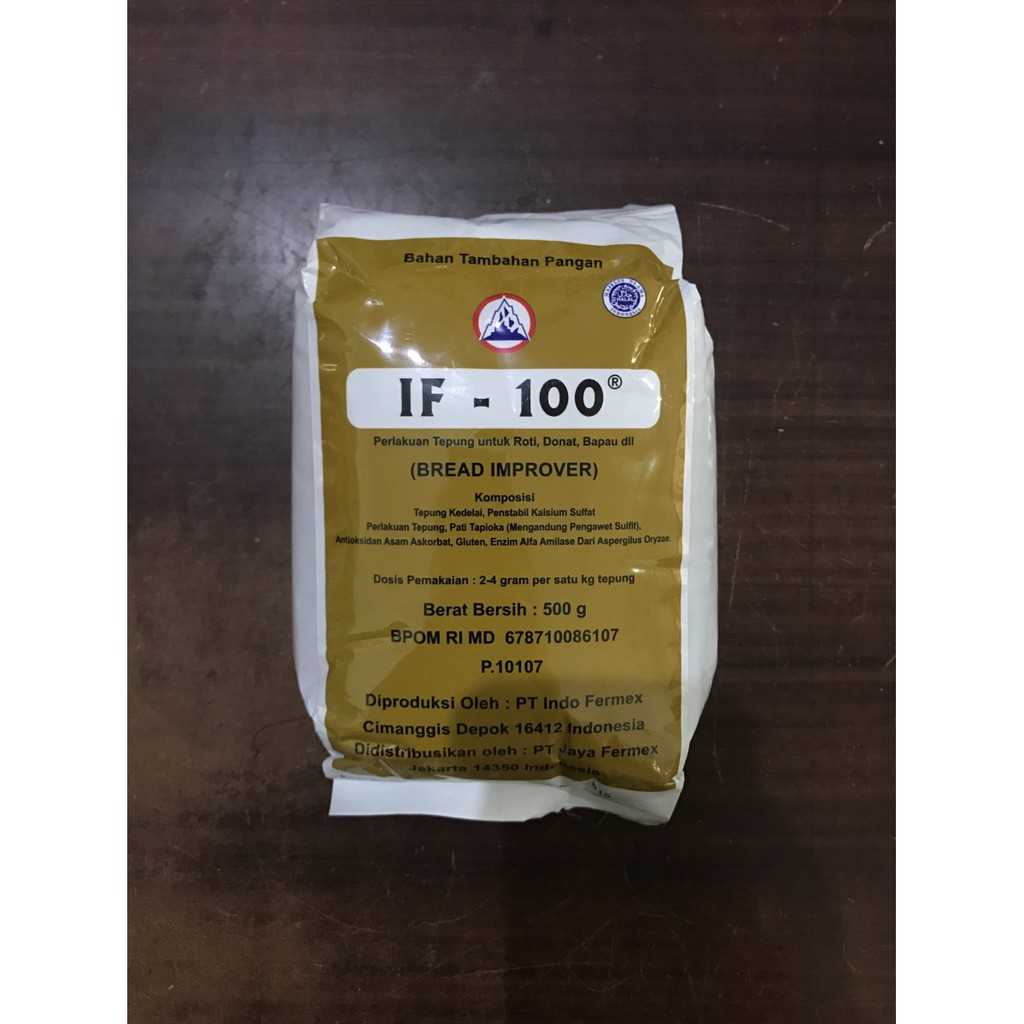 Bahan Tambahan Pangan
HALAL
IF - 100®
Perlakuan Tepung untuk Roti, Donat, Bapau dll
(BREAD IMPROVER)
Komposisi
Tepung Kedelai, Penstabil Kalsium Sulfat
Perlakuan Tepung, Pati Tapioka (Mengandung Pengawet Sulfit),
Antioksidan Asam Askorbat, Gluten, Enzim Alfa Amilase Dari Aspergilus Oryzae.
Dosis Pemakaian : 2-4 gram per satu kg tepung
Berat Bersih : 500 g
BPOM RI MD 678710086107
P.10107
Diproduksi Oleh : PT Indo Fermex
Cimanggis Depok 16412 Indonesia
Didistribusikan oleh : PT Jaya Fermex
Jakarta 14350 Indonesia